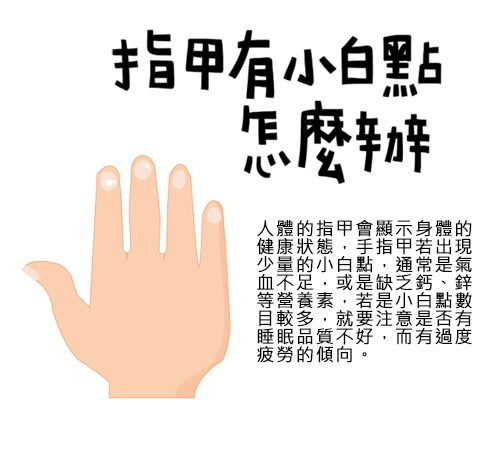 指甲有小白點
怎麼辦
人體的指甲會顯示身體的
健康狀態，手指甲若出現
少量的小白點，通常是氣
血不足，或是缺乏鈣、鋅
等營養素，若是小白點數
目較多，就要注意是否有
睡眠品質不好，而有過度
疲勞的傾向。